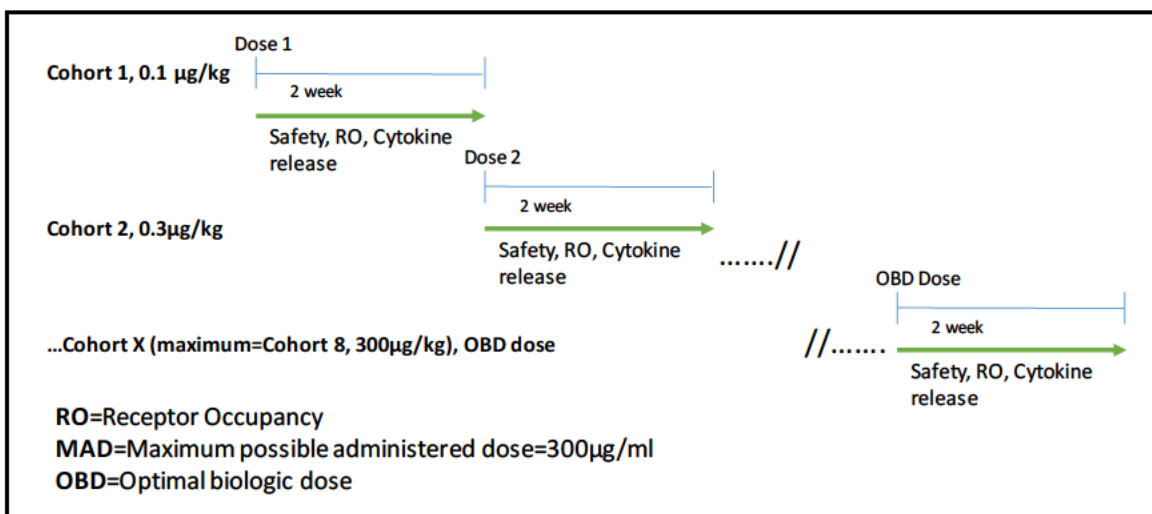 Dose 1
Cohort 1, 0.1 µg/kg
2 week
Safety, RO, Cytokine
release
Dose 2
2 week
Cohort 2, 0.3µg/kg
Safety, RO, Cytokine
release
.......//
OBD Dose
2 week
...Cohort X (maximum=Cohort 8, 300µg/kg), OBD dose
//.......
Safety, RO, Cytokine
release
RO=Receptor Occupancy
MAD=Maximum possible administered dose=300µg/ml
OBD=Optimal biologic dose